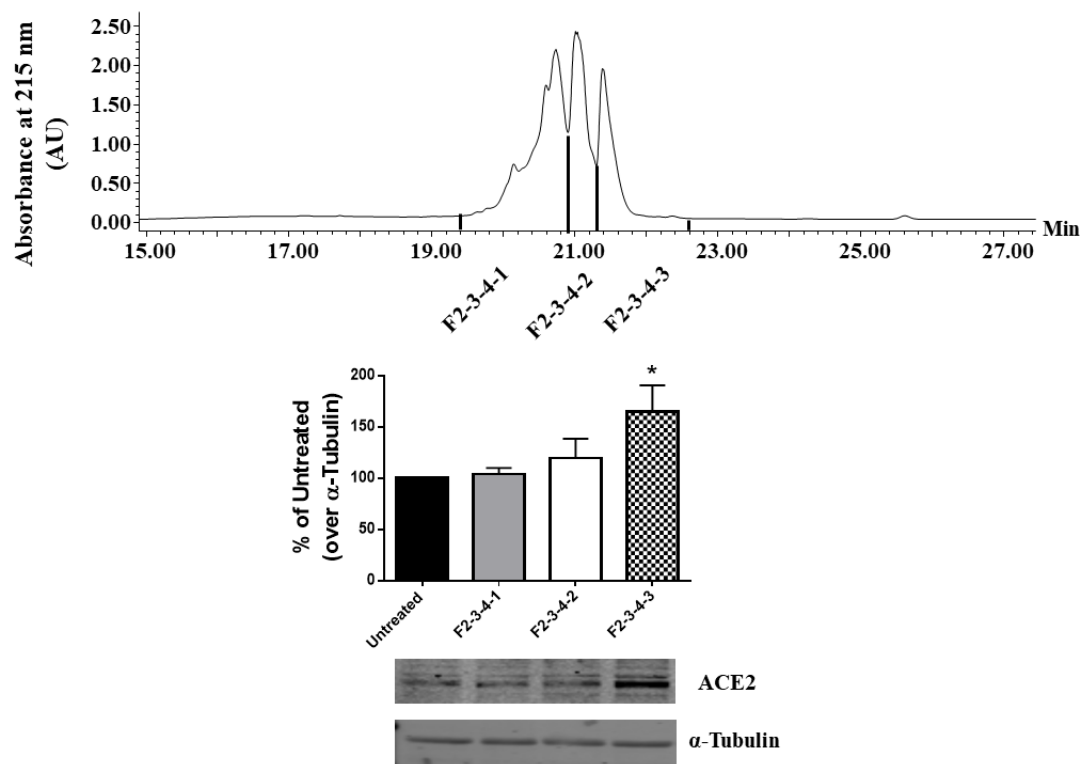 Absorbance at 215 nm
(AU)
2.50
2.00
1.50
1.00
0.50
0.00
15.00 17.00 19.00 21.00 23.00 25.00 27.00 Min
F2-3-4-1
F2-3-4-2
F2-3-4-3
% of Untreated
(over α-Tubulin)
200
150
100
50
0
*
Untreated
F2-3-4-1
F2-3-4-2
F2-3-4-3
ACE2
α-Tubulin